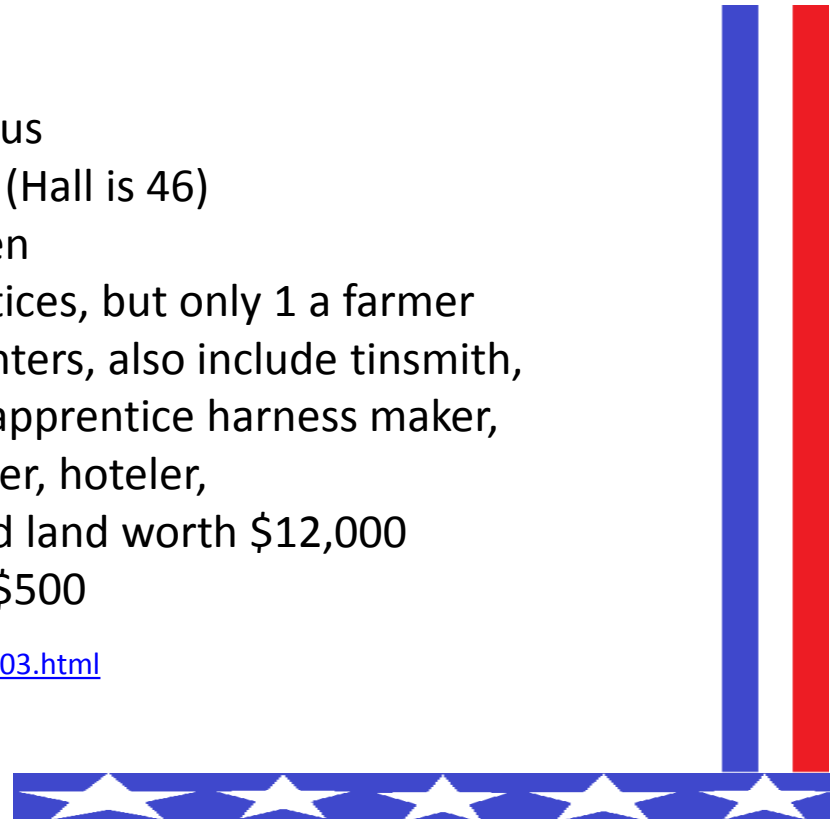 us
(Hall is 46)
en
tices, but only 1 a farmer
nters, also include tinsmith,
apprentice harness maker,
er, hoteler,
d land worth $12,000
$500
03.html